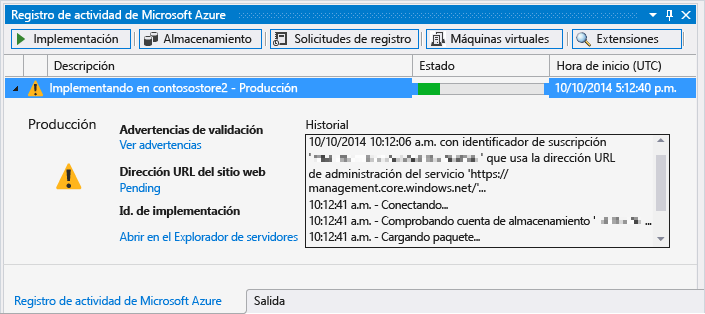 Registro de actividad de Microsoft Azure
Implementación Almacenamiento Solicitudes de registro Máquinas virtuales Extensiones
Descripción Estado Hora de inicio (UTC)
Implementando en contosostore2 - Producción 10/10/2014 5:12:40 p.m.
Producción
Advertencias de validación
Ver advertencias
Dirección URL del sitio web
Pending
Id. de implementación
Abrir en el Explorador de servidores
Historial
10/10/2014 10:12:06 a.m. con identificador de suscripción
' ' que usa la dirección URL
de administración del servicio 'https://
management.core.windows.net/'...
10:12:41 a.m. - Conectando...
10:12:41 a.m. - Comprobando cuenta de almacenamiento ' ...
10:12:41 a.m. - Cargando paquete...
Registro de actividad de Microsoft Azure Salida